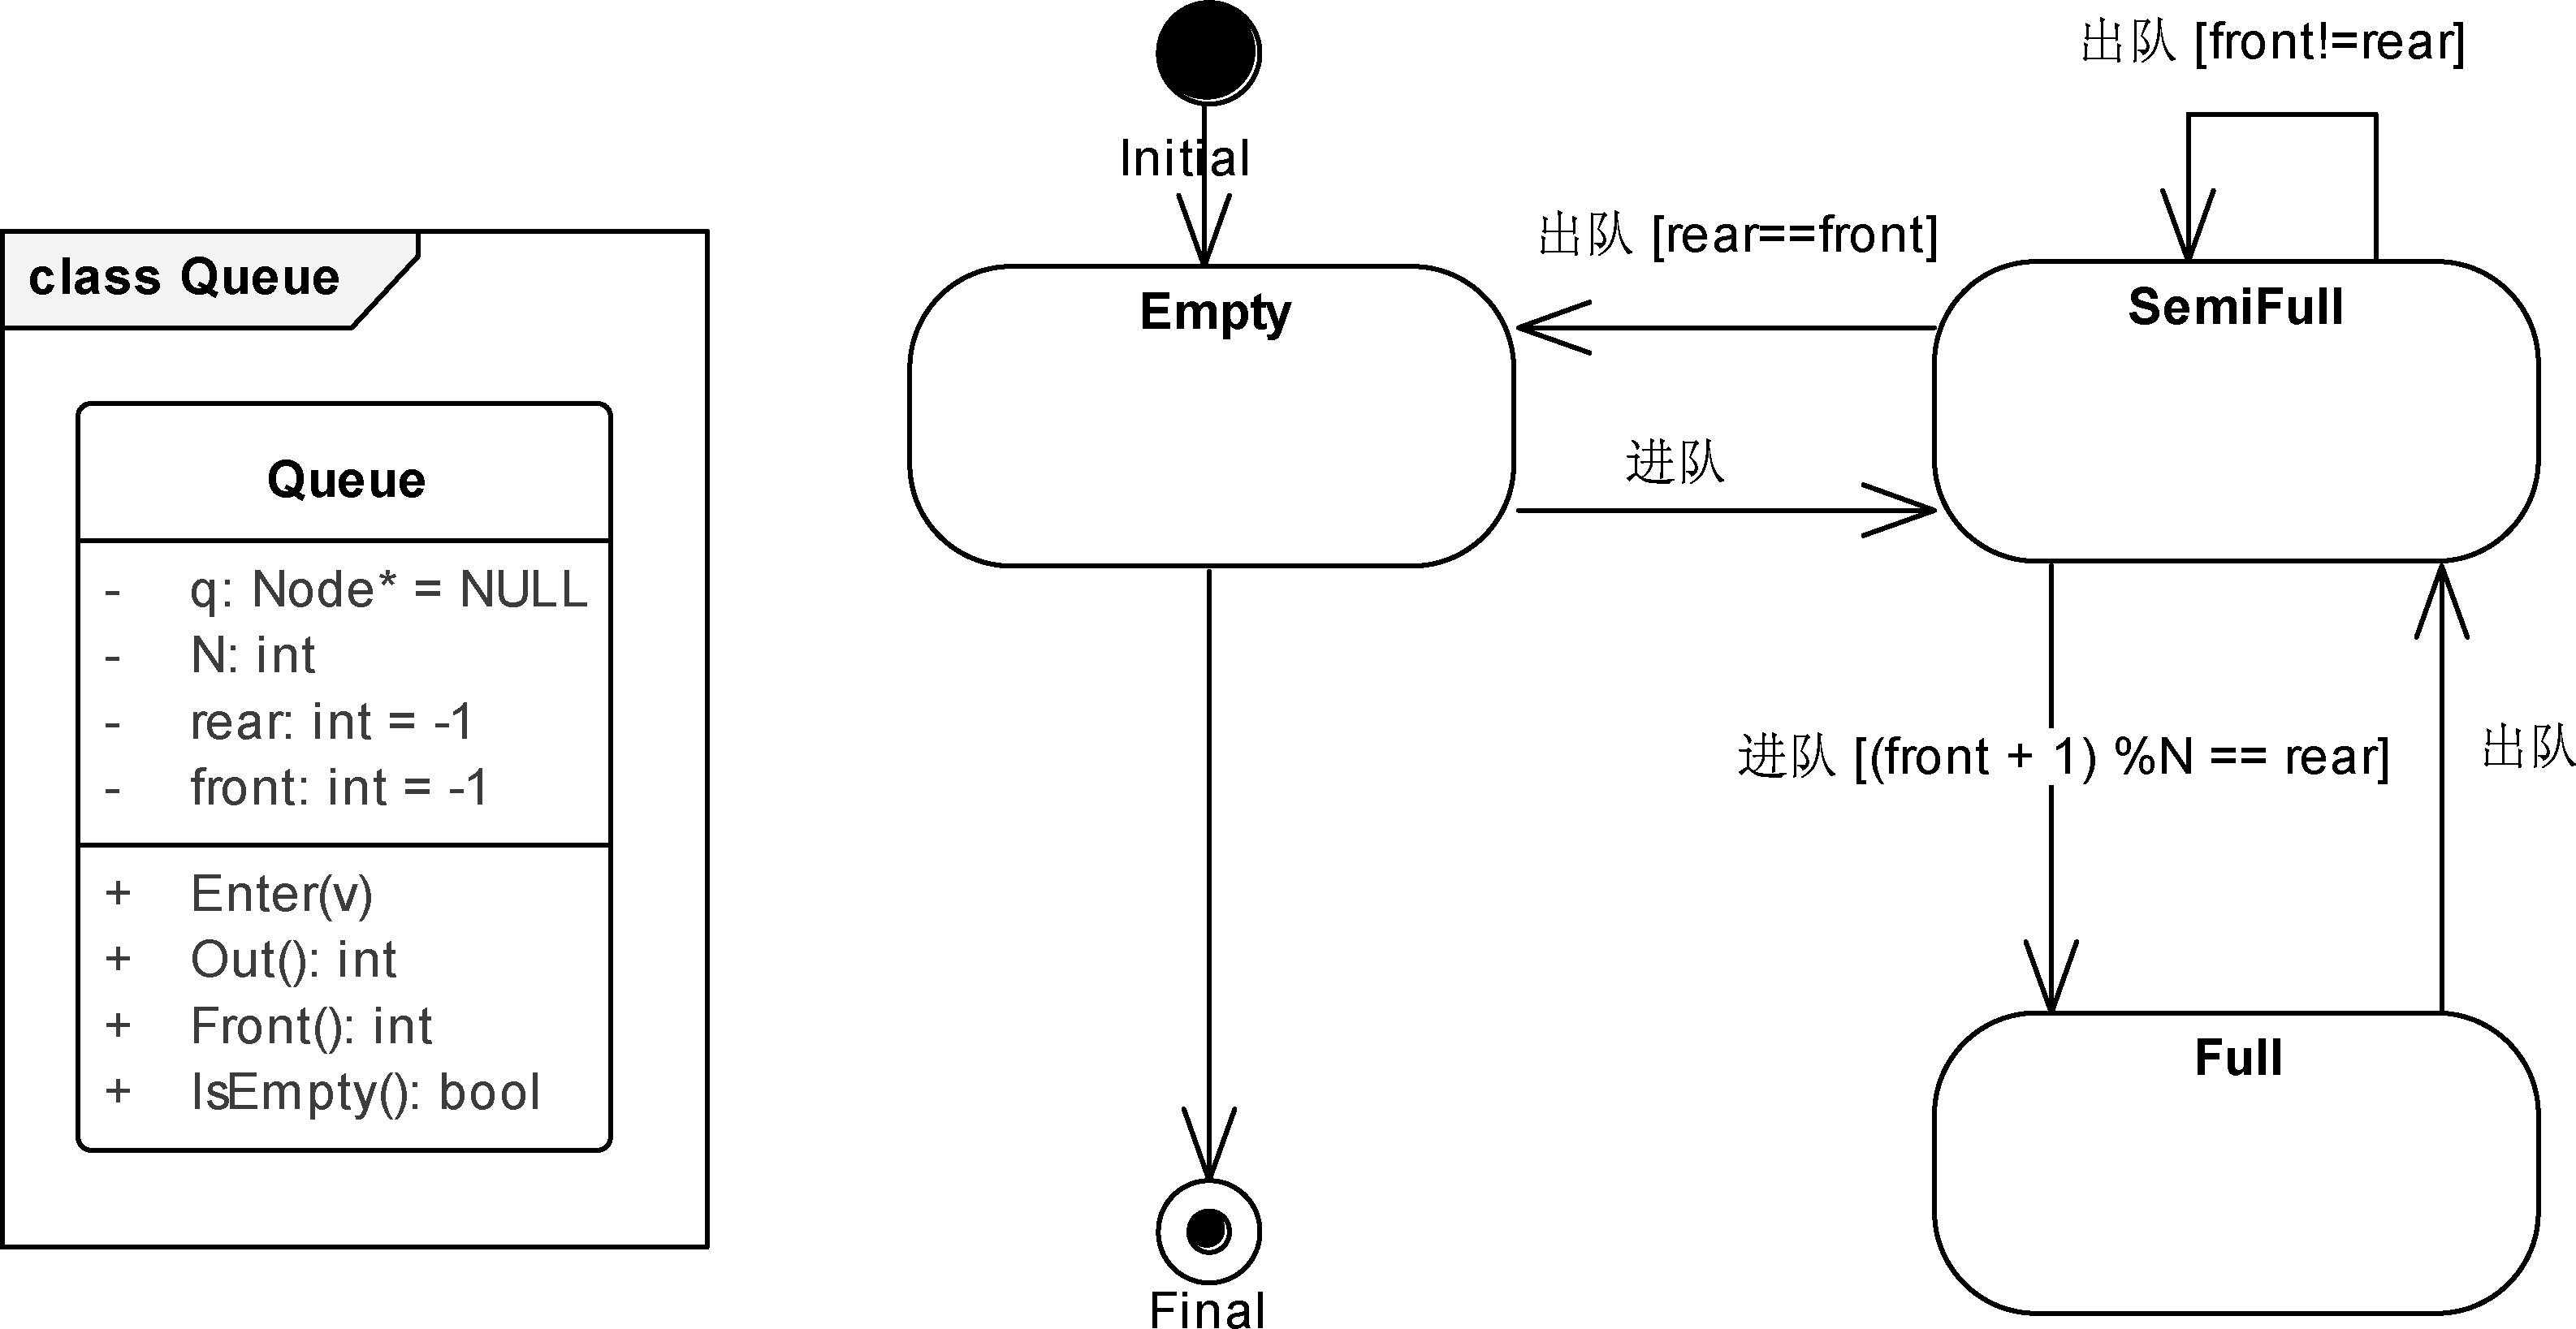 class Queue
Queue
- q: Node* = NULL
- N: int
- rear: int = -1
- front: int = -1
+ Enter(v)
+ Out(): int
+ Front(): int
+ IsEmpty(): bool
Initial
出队 [front!=rear]
出队 [rear==front]
Empty
SemiFull
进队
进队 [(front + 1) %N == rear]
出队
Full
Final